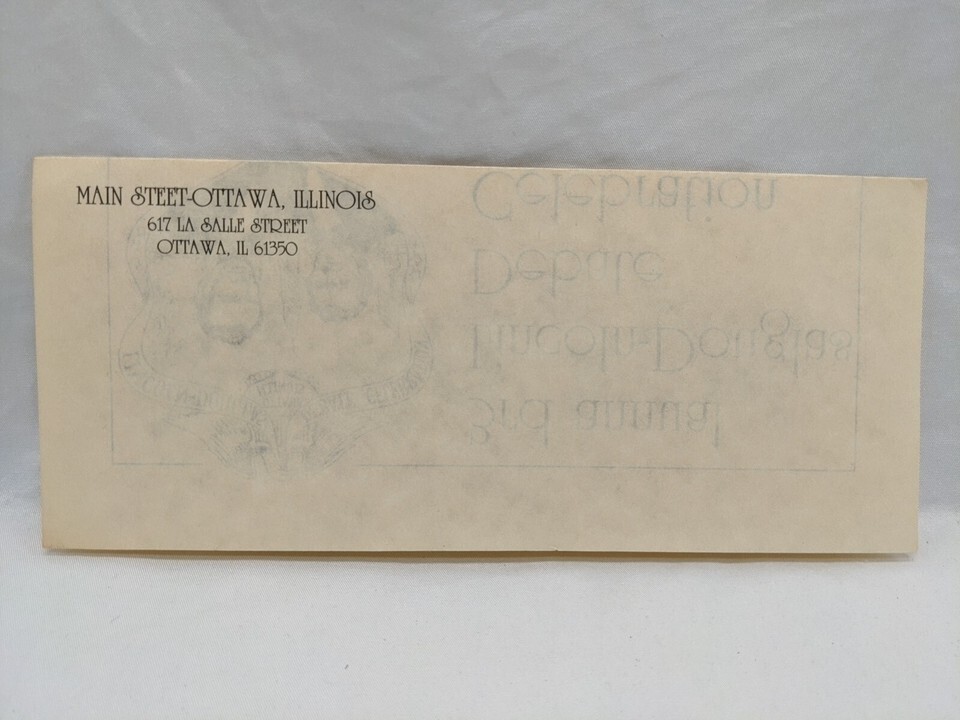 MAIN STEET-OTTAWA, ILLINOIS
617 LA SALLE STREET
OTTAWA, IL 61350
3rd annual
Lincoln-Douglas
Debate
Celebration